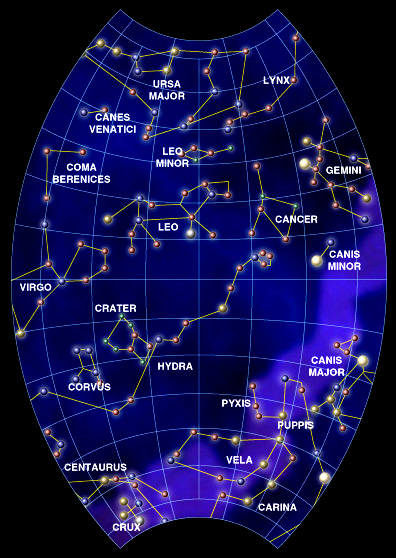 LYNX
URSA
MAJOR
CANES
VENATICI
LEO
MINOR
COMA
BERENICES
GEMINI
LEO
CANCER
CANIS
MINOR
VIRGO
CRATER
HYDRA
CANIS
MAJOR
CORVUS
PYXIS
PUPPIS
VELA
CENTAURUS
CARINA
CRUX